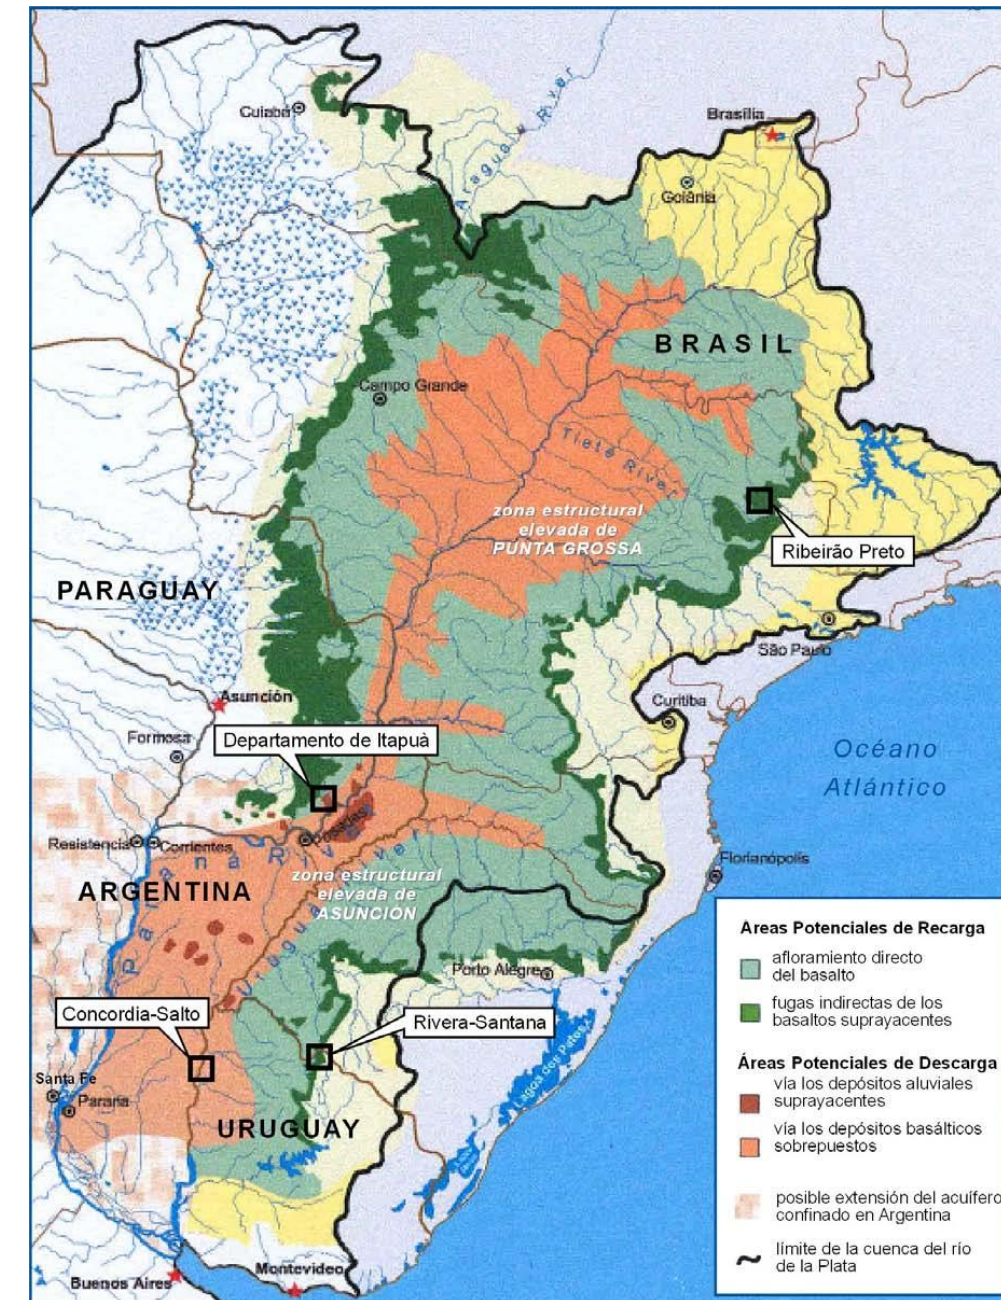 Cuiabá
Araguaia River
Brasília
Goiânia
BRASIL
Campo Grande
Tieté River
zona estructural
elevada de
PUNTA GROSSA
Ribeirão Preto
PARAGUAY
São Paulo
Asunción
Curitiba
Formosa
Departamento de Itapuà
Océano
Atlántico
Posadas
Resistencia
Corrientes
Paraná River
Florianópolis
zona estructural
elevada de
ASUNCIÓN
ARGENTINA
Uruguay River
Porto Alegre
Concordia-Salto
Rivera-Santana
Lagoa des Patos
Santa Fe
Parana
URUGUAY
Montevideo
Buenos Aires
Areas Potenciales de Recarga
afloramiento directo
del basalto
fugas indirectas de los
basaltos suprayacentes
Áreas Potenciales de Descarga
vía los depósitos aluviales
suprayacentes
vía los depósitos basálticos
sobrepuestos
posible extensión del acuífero
confinado en Argentina
límite de la cuenca del río
de la Plata